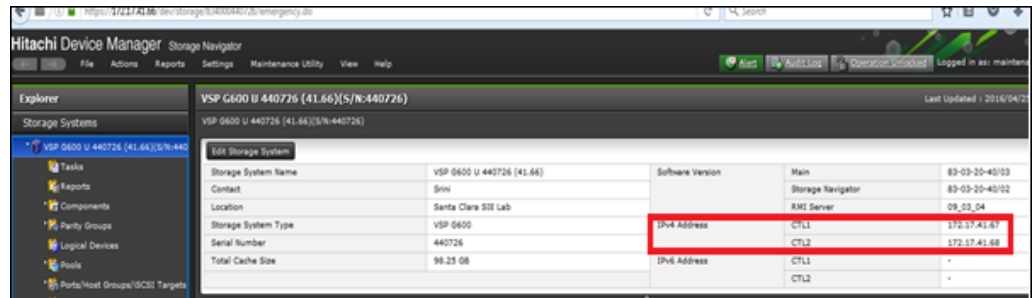 https://172.17.41.66/dev/storage/834000440726/emergency.do
Search
Hitachi Device Manager Storage Navigator
File Actions Reports Settings Maintenance Utility View Help
Alert Audit Log Operation Unlocked Logged in as: maintena
Explorer
Storage Systems
VSP G600 U 440726 (41.66)(S/N:440
Tasks
Reports
Components
Parity Groups
Logical Devices
Pools
Ports/Host Groups/iSCSI Targets
VSP G600 U 440726 (41.66)(S/N:440726)
Last Updated : 2016/04/2
VSP G600 U 440726 (41.66)(S/N:440726)
Edit Storage System
Storage System Name VSP G600 U 440726 (41.66) Software Version Main 83-03-20-40/03
Contact Srini Storage Navigator 83-03-20-40/02
Location Santa Clara SIE Lab RMI Server 09_03_04
Storage System Type VSP G600 IPv4 Address CTL1 172.17.41.67
Serial Number 440726 CTL2 172.17.41.68
Total Cache Size 98.25 GB IPv6 Address CTL1 -
CTL2 -